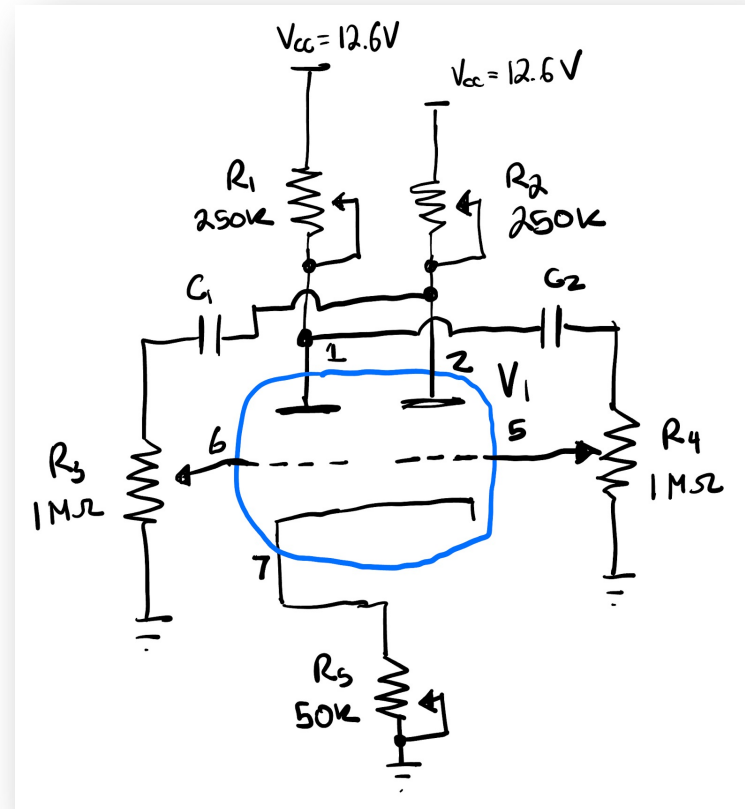 Vcc = 12.6V
Vcc = 12.6V
R1
250K
R2
250K
C1
C2
1
2
V1
6
5
R3
1MΩ
R4
1MΩ
7
R5
50K